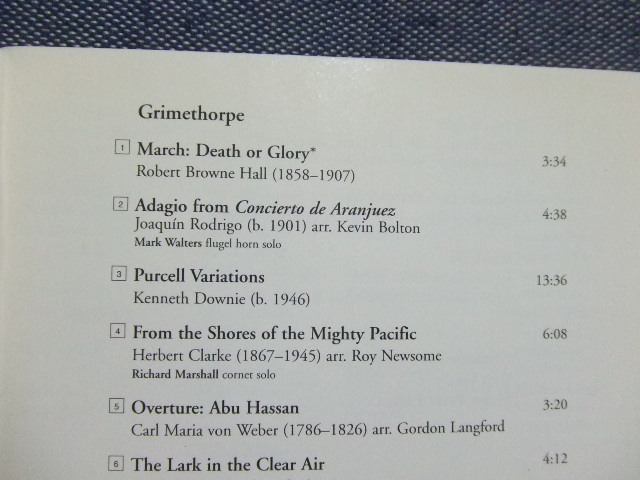 Grimethorpe
1 March: Death or Glory* 3:34
Robert Browne Hall (1858–1907)
2 Adagio from Concierto de Aranjuez 4:38
Joaquín Rodrigo (b. 1901) arr. Kevin Bolton
Mark Walters flugel horn solo
3 Purcell Variations 13:36
Kenneth Downie (b. 1946)
4 From the Shores of the Mighty Pacific 6:08
Herbert Clarke (1867–1945) arr. Roy Newsome
Richard Marshall cornet solo
5 Overture: Abu Hassan 3:20
Carl Maria von Weber (1786–1826) arr. Gordon Langford
6 The Lark in the Clear Air 4:12